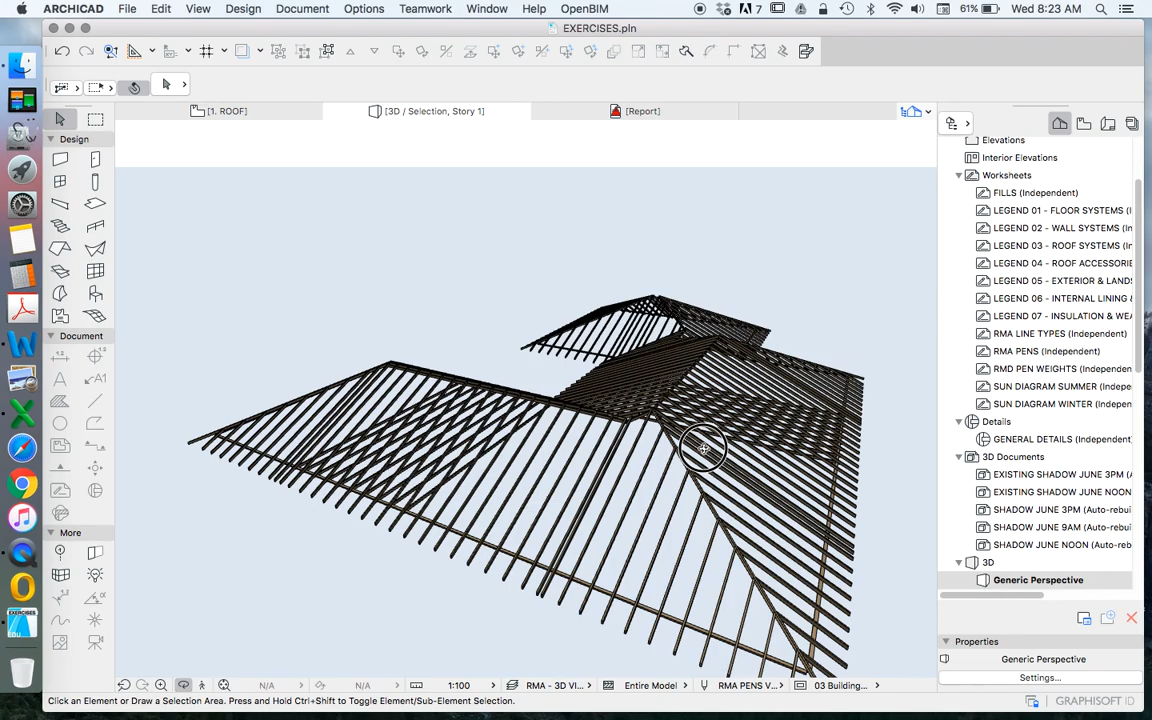 ARCHICAD File Edit View Design Document Options Teamwork Window Help OpenBIM 7 61% Wed 8:23 AM
EXERCISES.pln
[1. ROOF] [3D / Selection, Story 1] [Report]
Design
Document
More
Elevations
Interior Elevations
Worksheets
FILLS (Independent)
LEGEND 01 - FLOOR SYSTEMS (I
LEGEND 02 - WALL SYSTEMS (In
LEGEND 03 - ROOF SYSTEMS (In
LEGEND 04 - ROOF ACCESSORIE
LEGEND 05 - EXTERIOR & LANDS
LEGEND 06 - INTERNAL LINING &
LEGEND 07 - INSULATION & WEA
RMA LINE TYPES (Independent)
RMA PENS (Independent)
RMD PEN WEIGHTS (Independen
SUN DIAGRAM SUMMER (Indepen
SUN DIAGRAM WINTER (Indepen
Details
GENERAL DETAILS (Independent
3D Documents
EXISTING SHADOW JUNE 3PM (A
EXISTING SHADOW JUNE NOON
SHADOW JUNE 3PM (Auto-rebui
SHADOW JUNE 9AM (Auto-rebui
SHADOW JUNE NOON (Auto-reb
3D
Generic Perspective
Properties
Generic Perspective
Settings...
N/A N/A 1:100 RMA - 3D VI... Entire Model RMA PENS V... 03 Building...
Click an Element or Draw a Selection Area. Press and Hold Ctrl+Shift to Toggle Element/Sub-Element Selection.
GRAPHISOFT ID